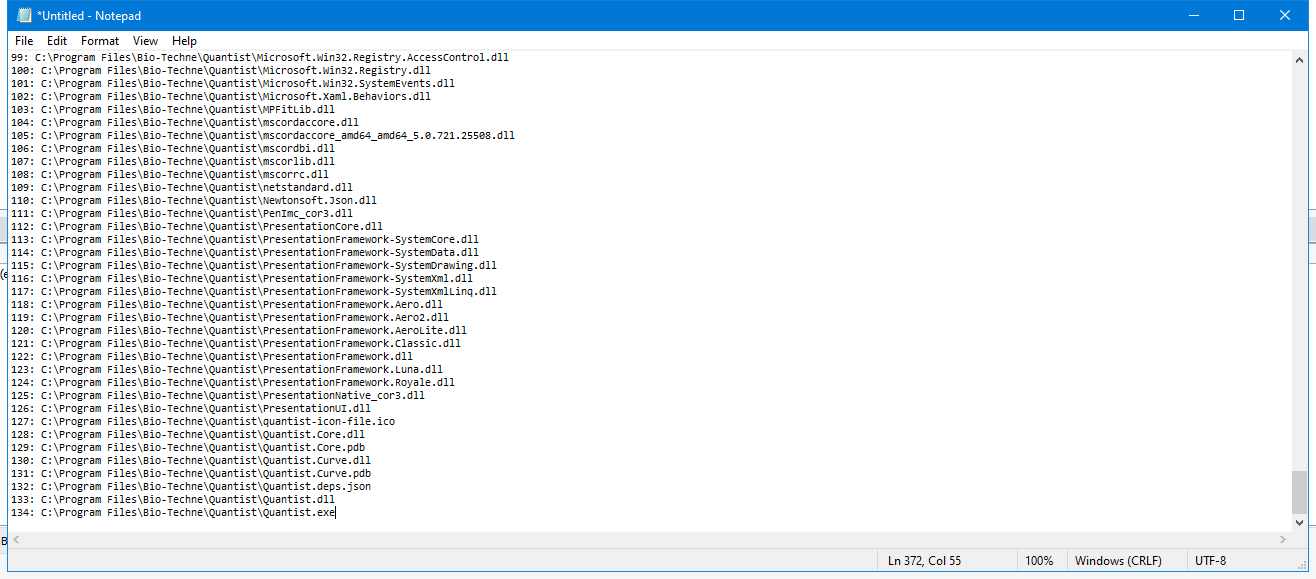 *Untitled - Notepad
File Edit Format View Help
99: C:\Program Files\Bio-Techne\Quantist\Microsoft.Win32.Registry.AccessControl.dll
100: C:\Program Files\Bio-Techne\Quantist\Microsoft.Win32.Registry.dll
101: C:\Program Files\Bio-Techne\Quantist\Microsoft.Win32.SystemEvents.dll
102: C:\Program Files\Bio-Techne\Quantist\Microsoft.Xaml.Behaviors.dll
103: C:\Program Files\Bio-Techne\Quantist\MPFitLib.dll
104: C:\Program Files\Bio-Techne\Quantist\mscordaccore.dll
105: C:\Program Files\Bio-Techne\Quantist\mscordaccore_amd64_amd64_5.0.721.25508.dll
106: C:\Program Files\Bio-Techne\Quantist\mscordbi.dll
107: C:\Program Files\Bio-Techne\Quantist\mscorlib.dll
108: C:\Program Files\Bio-Techne\Quantist\mscorrc.dll
109: C:\Program Files\Bio-Techne\Quantist\netstandard.dll
110: C:\Program Files\Bio-Techne\Quantist\Newtonsoft.Json.dll
111: C:\Program Files\Bio-Techne\Quantist\PenImc_cor3.dll
112: C:\Program Files\Bio-Techne\Quantist\PresentationCore.dll
113: C:\Program Files\Bio-Techne\Quantist\PresentationFramework-SystemCore.dll
114: C:\Program Files\Bio-Techne\Quantist\PresentationFramework-SystemData.dll
115: C:\Program Files\Bio-Techne\Quantist\PresentationFramework-SystemDrawing.dll
116: C:\Program Files\Bio-Techne\Quantist\PresentationFramework-SystemXml.dll
117: C:\Program Files\Bio-Techne\Quantist\PresentationFramework-SystemXmlLinq.dll
118: C:\Program Files\Bio-Techne\Quantist\PresentationFramework.Aero.dll
119: C:\Program Files\Bio-Techne\Quantist\PresentationFramework.Aero2.dll
120: C:\Program Files\Bio-Techne\Quantist\PresentationFramework.AeroLite.dll
121: C:\Program Files\Bio-Techne\Quantist\PresentationFramework.Classic.dll
122: C:\Program Files\Bio-Techne\Quantist\PresentationFramework.dll
123: C:\Program Files\Bio-Techne\Quantist\PresentationFramework.Luna.dll
124: C:\Program Files\Bio-Techne\Quantist\PresentationFramework.Royale.dll
125: C:\Program Files\Bio-Techne\Quantist\PresentationNative_cor3.dll
126: C:\Program Files\Bio-Techne\Quantist\PresentationUI.dll
127: C:\Program Files\Bio-Techne\Quantist\quantist-icon-file.ico
128: C:\Program Files\Bio-Techne\Quantist\Quantist.Core.dll
129: C:\Program Files\Bio-Techne\Quantist\Quantist.Core.pdb
130: C:\Program Files\Bio-Techne\Quantist\Quantist.Curve.dll
131: C:\Program Files\Bio-Techne\Quantist\Quantist.Curve.pdb
132: C:\Program Files\Bio-Techne\Quantist\Quantist.deps.json
133: C:\Program Files\Bio-Techne\Quantist\Quantist.dll
134: C:\Program Files\Bio-Techne\Quantist\Quantist.exe
Ln 372, Col 55 100% Windows (CRLF) UTF-8